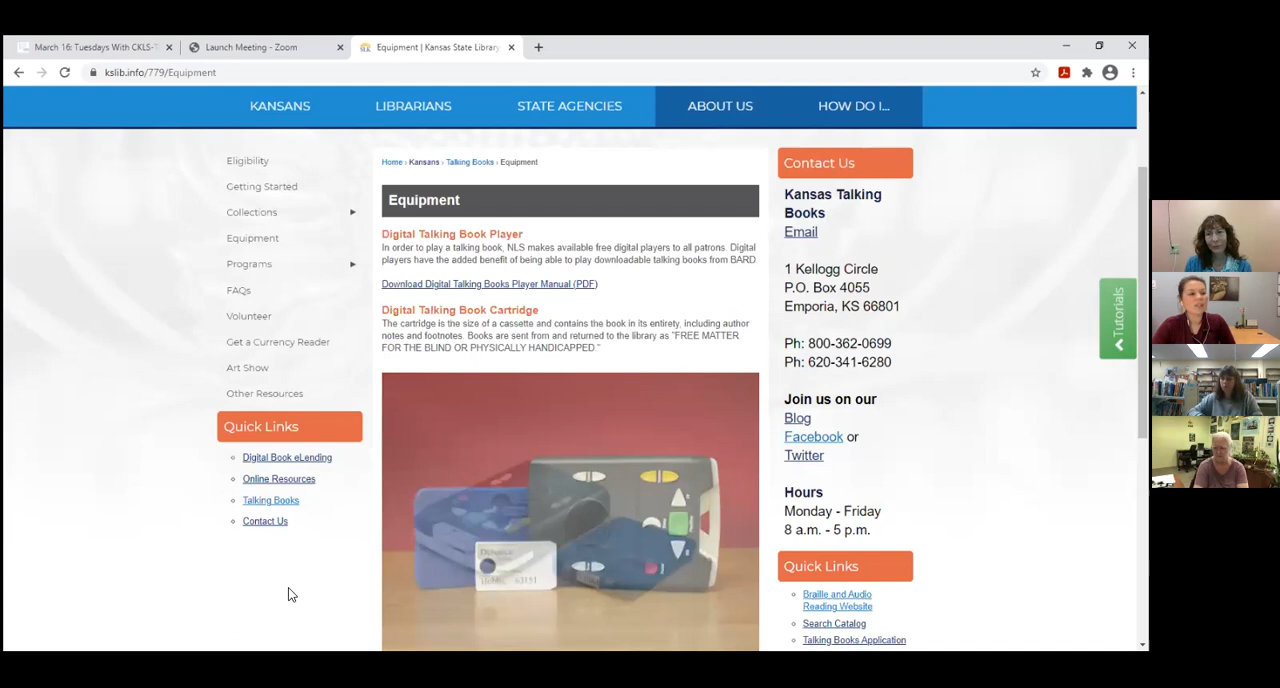 March 16: Tuesdays With CKLS-T
Launch Meeting - Zoom
Equipment | Kansas State Library
kslib.info/779/Equipment
KANSANS
LIBRARIANS
STATE AGENCIES
ABOUT US
HOW DO I...
Eligibility
Getting Started
Collections
Equipment
Programs
FAQs
Volunteer
Get a Currency Reader
Art Show
Other Resources
Quick Links
Digital Book eLending
Online Resources
Talking Books
Contact Us
Home › Kansans › Talking Books › Equipment
Equipment
Digital Talking Book Player
In order to play a talking book, NLS makes available free digital players to all patrons. Digital
players have the added benefit of being able to play downloadable talking books from BARD.
Download Digital Talking Books Player Manual (PDF)
Digital Talking Book Cartridge
The cartridge is the size of a cassette and contains the book in its entirety, including author
notes and footnotes. Books are sent from and returned to the library as "FREE MATTER
FOR THE BLIND OR PHYSICALLY HANDICAPPED."
Contact Us
Kansas Talking
Books
Email
1 Kellogg Circle
P.O. Box 4055
Emporia, KS 66801
Ph: 800-362-0699
Ph: 620-341-6280
Join us on our
Blog
Facebook or
Twitter
Hours
Monday - Friday
8 a.m. - 5 p.m.
Quick Links
Braille and Audio
Reading Website
Search Catalog
Talking Books Application
Tutorials